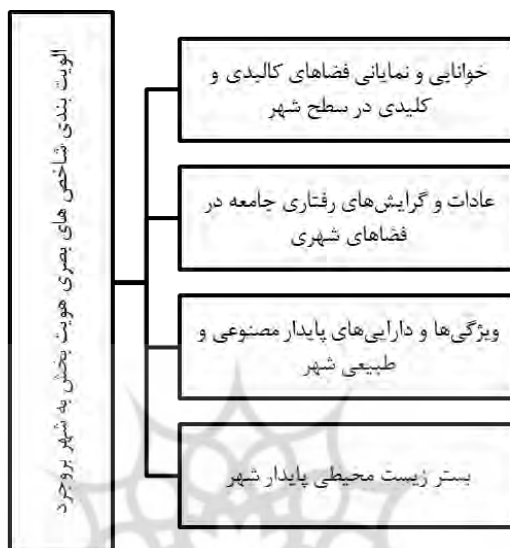 الویت بندی شاخص های بصری هویت بخش به شهر بروجرد
خوانایی و نمایانی فضاهای کالبدی و
کلیدی در سطح شهر
عادات و گرایش‌های رفتاری جامعه در
فضاهای شهری
ویژگی‌ها و دارایی‌های پایدار مصنوعی و
طبیعی شهر
بستر زیست محیطی پایدار شهر